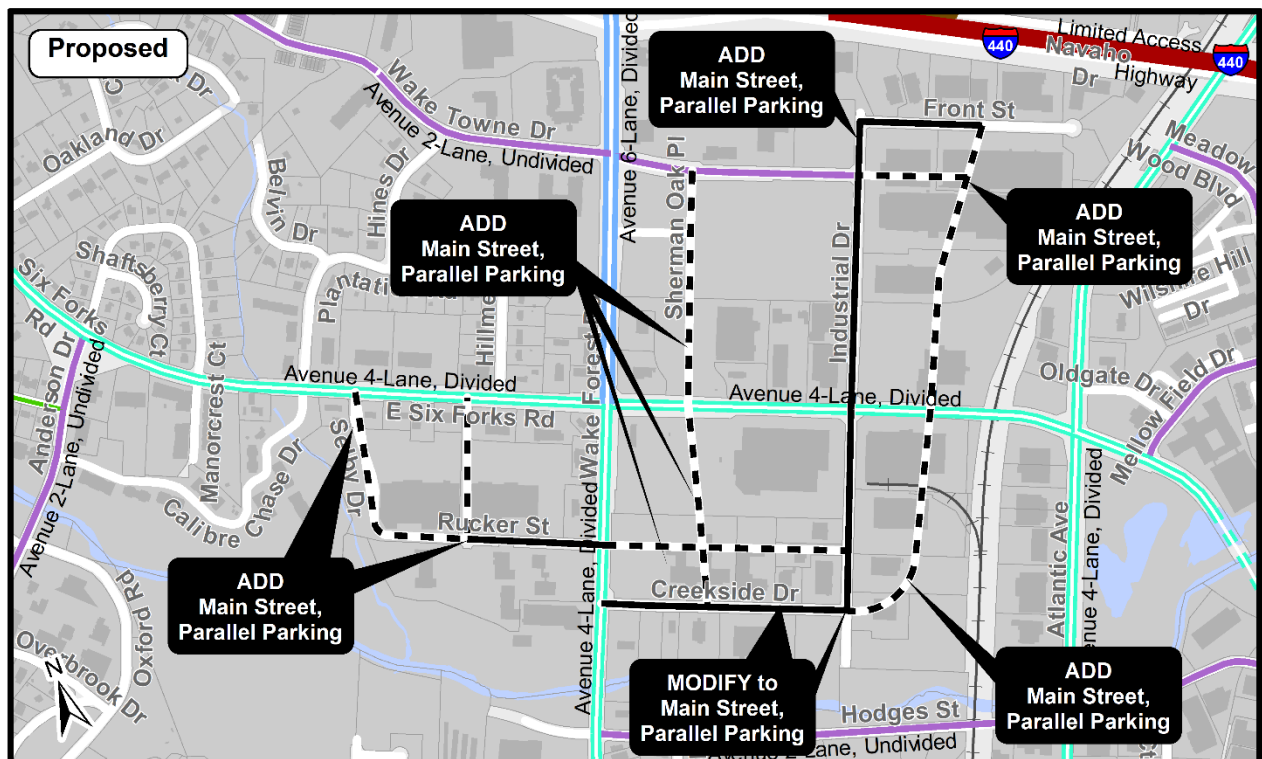 Proposed
Limited Access
Highway
440
440
Navaho
Dr
ADD
Main Street,
Parallel Parking
Front St
Meadow
Wood Blvd
Wake Towne Dr
Avenue 2-Lane, Undivided
Avenue 6-Lane, Divided
Oakland Dr
Belvin Dr
Hines Dr
ADD
Main Street,
Parallel Parking
Sherman Oak Pl
Industrial Dr
ADD
Main Street,
Parallel Parking
Wilshire Hill
Dr
Shaftsberry Ct
Six Forks
Rd
Anderson Dr
Avenue 2-Lane, Undivided
Manorcrest Ct
Avenue 4-Lane, Divided
E Six Forks Rd
Wake Forest
Avenue 4-Lane, Divided
Oldgate Dr
Mellow Field Dr
Calibre
Chase Dr
Selby Dr
Rucker St
Avenue 4-Lane, Divided
Creekside Dr
Atlantic Ave
ADD
Main Street,
Parallel Parking
MODIFY to
Main Street,
Parallel Parking
ADD
Main Street,
Parallel Parking
Oxford Rd
Overbrook Dr
Hodges St
N